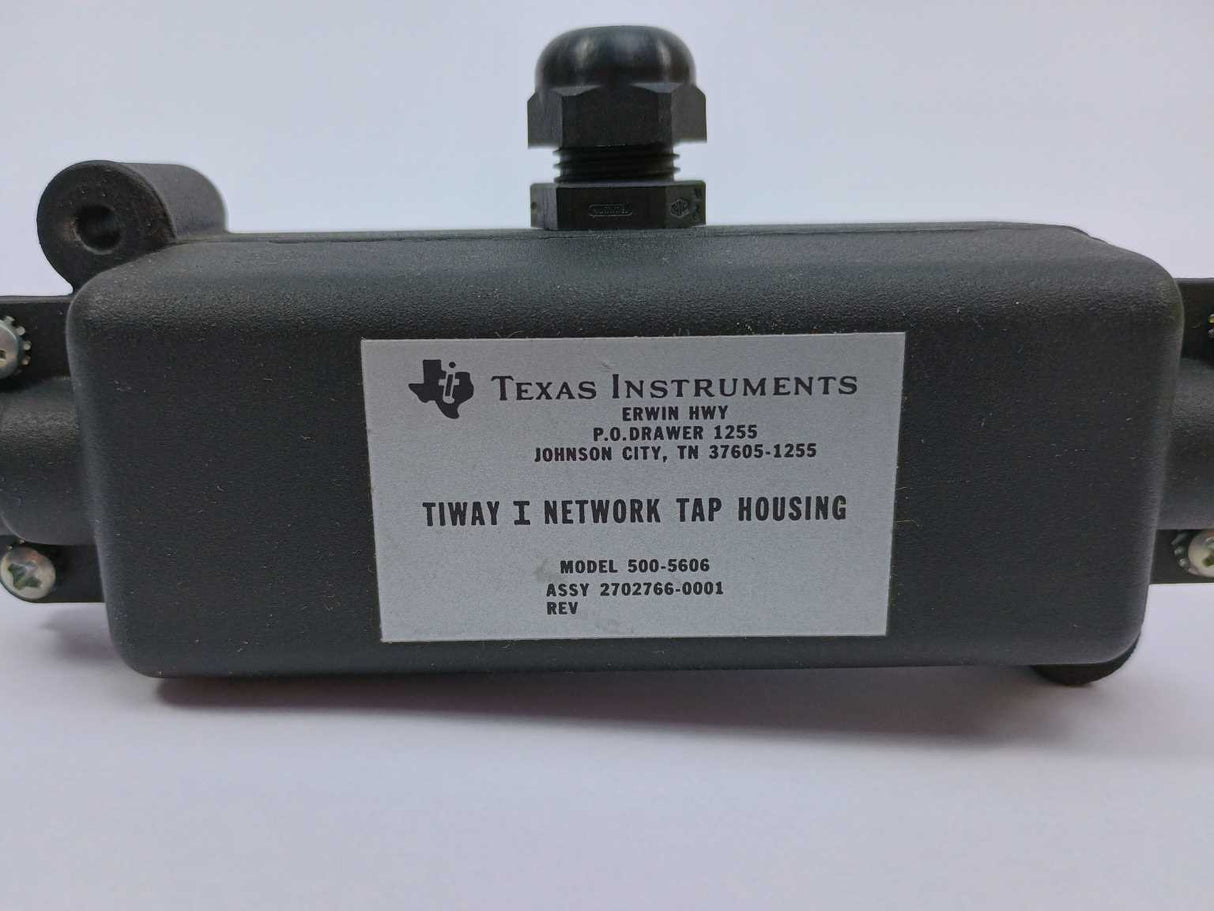 TEXAS INSTRUMENTS
ERWIN HWY
P.O.DRAWER 1255
JOHNSON CITY, TN 37605-1255
TIWAY I NETWORK TAP HOUSING
MODEL 500-5606
ASSY 2702766-0001
REV